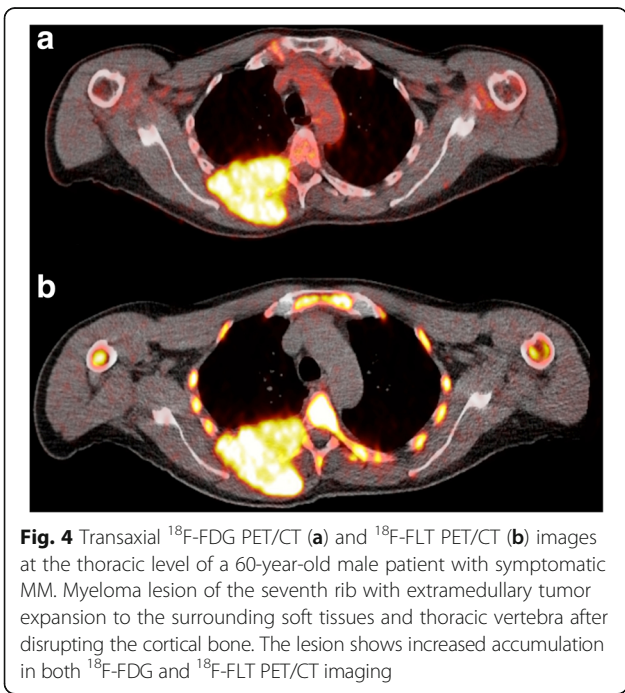 a
b
Fig. 4 Transaxial ¹⁸F-FDG PET/CT (a) and ¹⁸F-FLT PET/CT (b) images
at the thoracic level of a 60-year-old male patient with symptomatic
MM. Myeloma lesion of the seventh rib with extramedullary tumor
expansion to the surrounding soft tissues and thoracic vertebra after
disrupting the cortical bone. The lesion shows increased accumulation
in both ¹⁸F-FDG and ¹⁸F-FLT PET/CT imaging